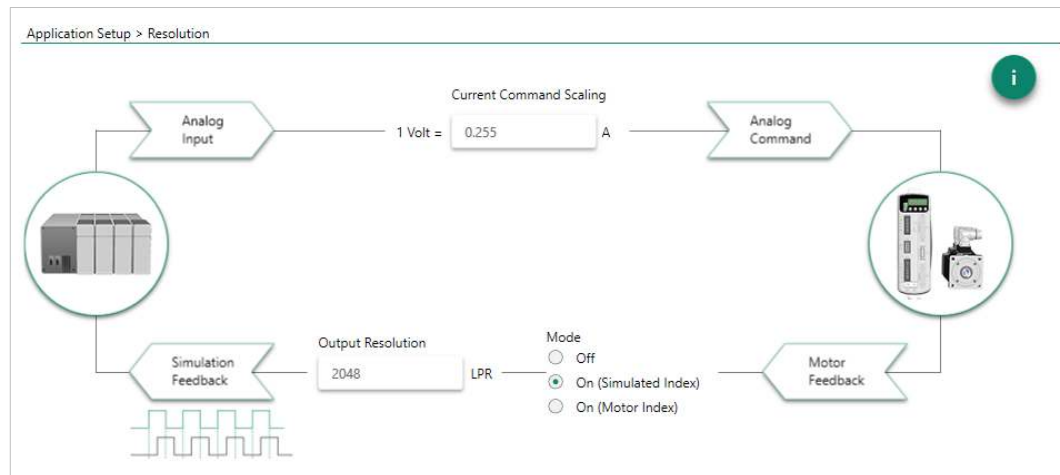 Application Setup > Resolution
i
Current Command Scaling
Analog
Input
1 Volt =
0.255
A
Analog
Command
Simulation
Feedback
Output Resolution
2048
LPR
Mode
Off
On (Simulated Index)
On (Motor Index)
Motor
Feedback